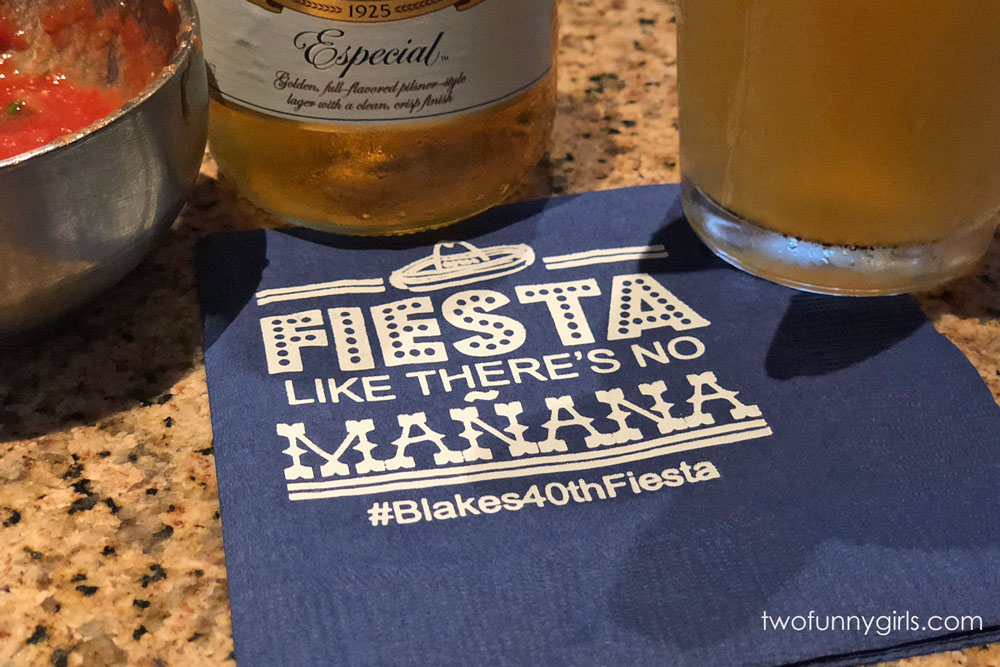 1925
Especial™
Golden, full-flavored pilsner-style
lager with a clean, crisp finish
FIESTA
LIKE THERE'S NO
MAÑANA
#Blakes40thFiesta
twofunnygirls.com